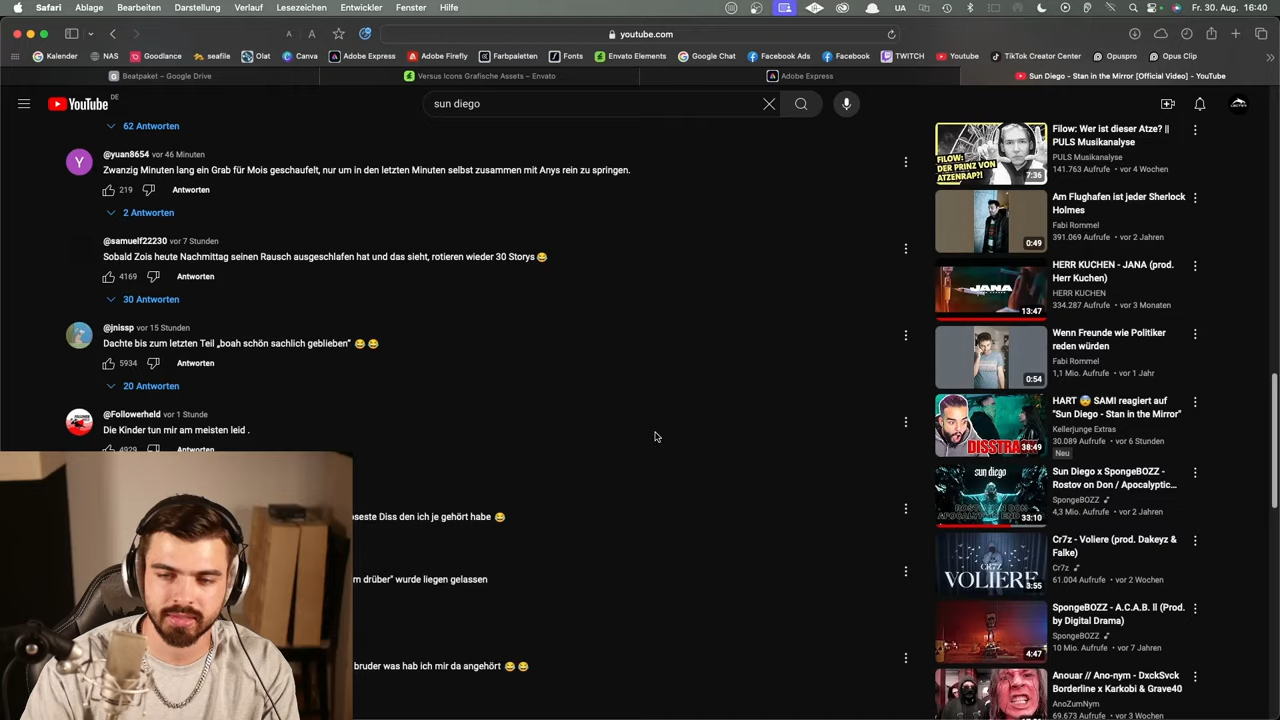 Safari Ablage Bearbeiten Darstellung Verlauf Lesezeichen Entwickler Fenster Hilfe
UA
Fr. 30. Aug. 16:40
youtube.com
Kalender NAS Goodlance seafile Olat Canva Adobe Express Adobe Firefly Farbpaletten Fonts Envato Elements Google Chat Facebook Ads Facebook TWITCH Youtube TikTok Creator Center Opuspro Opus Clip
Beatpaket – Google Drive
Versus Icons Grafische Assets – Envato
Adobe Express
Sun Diego - Stan in the Mirror [Official Video] - YouTube
YouTube DE
sun diego
62 Antworten
@yuan8654 vor 46 Minuten
Zwanzig Minuten lang ein Grab für Mois geschaufelt, nur um in den letzten Minuten selbst zusammen mit Anys rein zu springen.
219 Antworten
2 Antworten
@samuelf22230 vor 7 Stunden
Sobald Zois heute Nachmittag seinen Rausch ausgeschlafen hat und das sieht, rotieren wieder 30 Storys 😂
4169 Antworten
30 Antworten
@jnissp vor 15 Stunden
Dachte bis zum letzten Teil „boah schön sachlich geblieben" 😂 😂
5934 Antworten
20 Antworten
@Followerheld vor 1 Stunde
Die Kinder tun mir am meisten leid .
4929 Antworten
oseste Diss den ich je gehört habe 😂
m drüber" wurde liegen gelassen
bruder was hab ich mir da angehört 😂 😂
FILOW:
DER PRINZ VON
ATZENRAP?!
7:36
Filow: Wer ist dieser Atze? ||
PULS Musikanalyse
PULS Musikanalyse
141.763 Aufrufe • vor 4 Wochen
0:49
Am Flughafen ist jeder Sherlock
Holmes
Fabi Rommel
391.069 Aufrufe • vor 2 Jahren
JANA
13:47
HERR KUCHEN - JANA (prod.
Herr Kuchen)
HERR KUCHEN
334.287 Aufrufe • vor 3 Monaten
0:54
Wenn Freunde wie Politiker
reden würden
Fabi Rommel
1,1 Mio. Aufrufe • vor 1 Jahr
DISSTRA
38:49
HART 😨 SAMI reagiert auf
"Sun Diego - Stan in the Mirror"
Kellerjunge Extras
30.089 Aufrufe • vor 6 Stunden
Neu
sun diego
33:10
Sun Diego x SpongeBOZZ -
Rostov on Don / Apocalyptic...
SpongeBOZZ
4,3 Mio. Aufrufe • vor 2 Jahren
CR7Z
VOLIERE
3:55
Cr7z - Voliere (prod. Dakeyz &
Falke)
Cr7z
61.004 Aufrufe • vor 2 Wochen
4:47
SpongeBOZZ - A.C.A.B. ll (Prod.
by Digital Drama)
SpongeBOZZ
10 Mio. Aufrufe • vor 7 Jahren
Anouar // Ano-nym - DxckSvck
Borderline x Karkobi & Grave40
AnoZumNym
69.673 Aufrufe • vor 3 Wochen